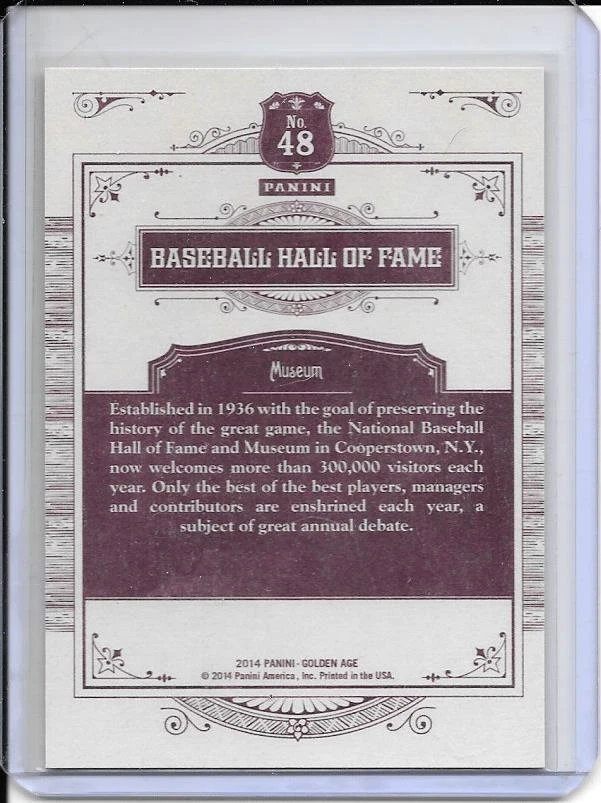 No.
48
PANINI
BASEBALL HALL OF FAME
Museum
Established in 1936 with the goal of preserving the
history of the great game, the National Baseball
Hall of Fame and Museum in Cooperstown, N.Y.,
now welcomes more than 300,000 visitors each
year. Only the best of the best players, managers
and contributors are enshrined each year, a
subject of great annual debate.
2014 PANINI - GOLDEN AGE
© 2014 Panini America, Inc. Printed in the USA.